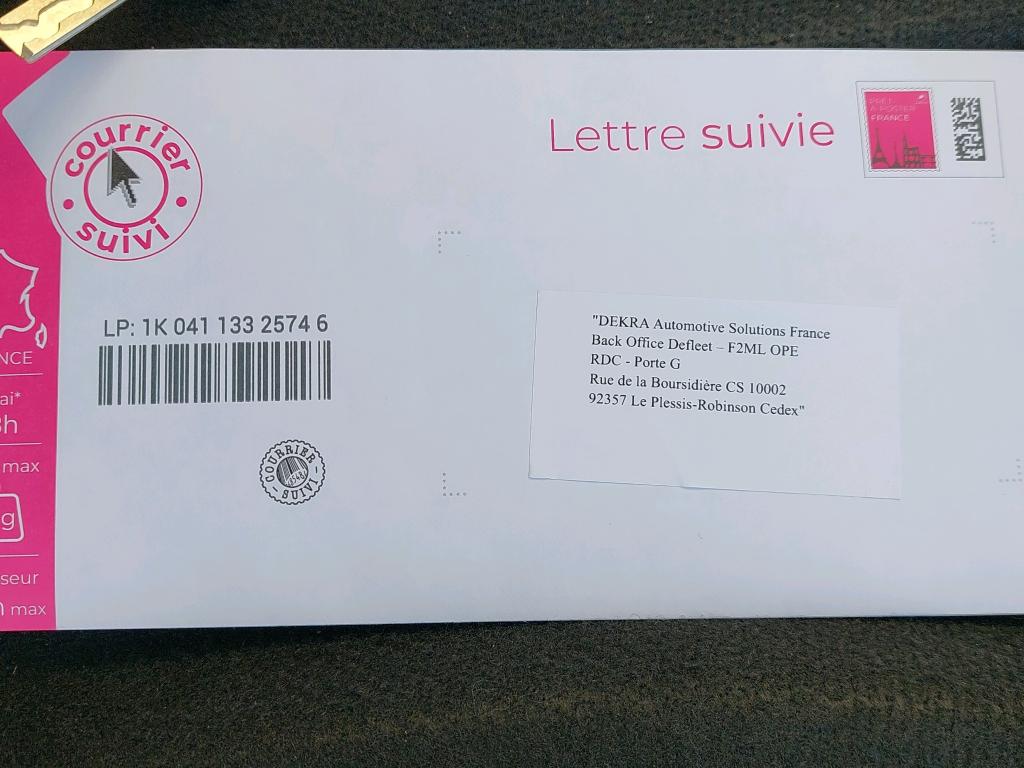 courrier
suivi
Lettre suivie
PRÊT
À POSTER
FRANCE
LP: 1K 041 133 2574 6
COURRIER
SUIVI
"DEKRA Automotive Solutions France
Back Office Defleet – F2ML OPE
RDC - Porte G
Rue de la Boursidière CS 10002
92357 Le Plessis-Robinson Cedex"
NCE
ai*
h
max
g
seur
max